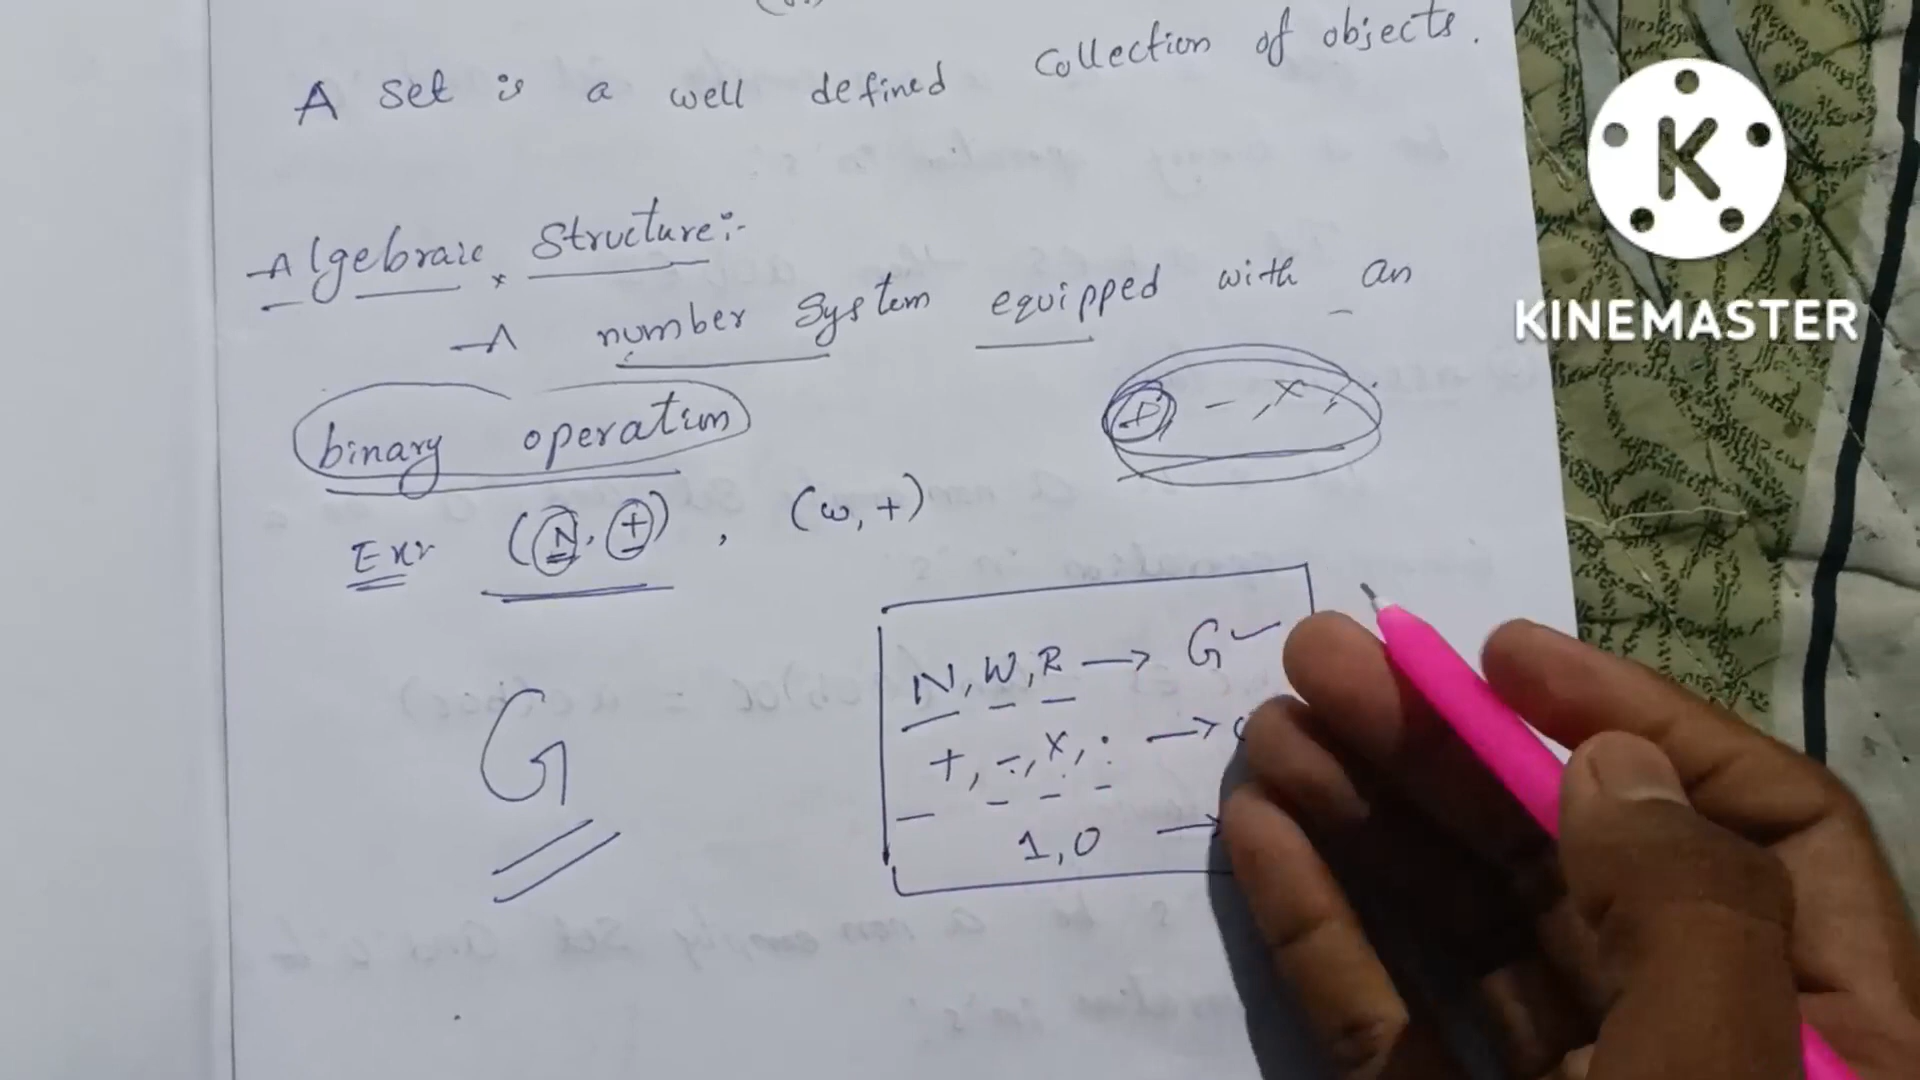 A set is a well defined collection of objects.
Algebraic Structure:-
A number system equipped with an
binary operation
+ - , × , ÷
Ex:- (N, +) , (W, +)
N, W, R → G ✓
+, -, ×, ÷ →
G
1, 0 →
K
KINEMASTER